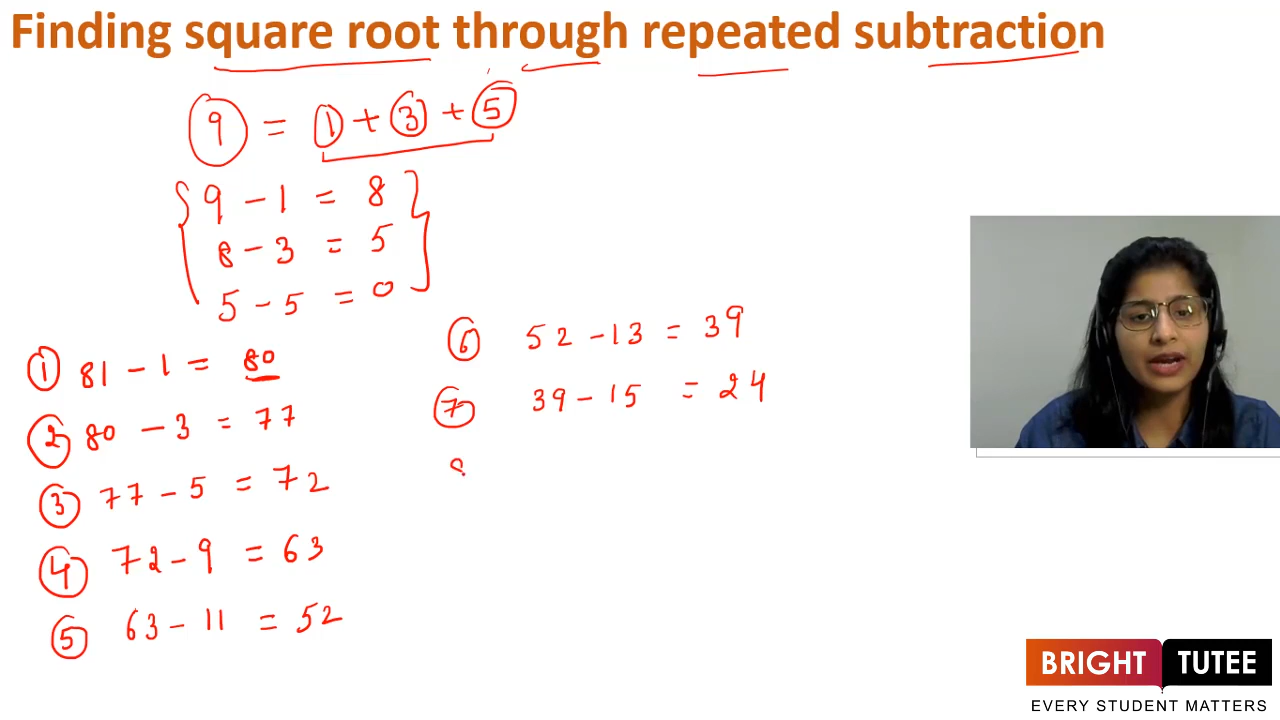 Finding square root through repeated subtraction
9 = 1 + 3 + 5
9 - 1 = 8
8 - 3 = 5
5 - 5 = 0
1 81 - 1 = 80
2 80 - 3 = 77
3 77 - 5 = 72
4 72 - 9 = 63
5 63 - 11 = 52
6 52 - 13 = 39
7 39 - 15 = 24
8
BRIGHT TUTEE
EVERY STUDENT MATTERS